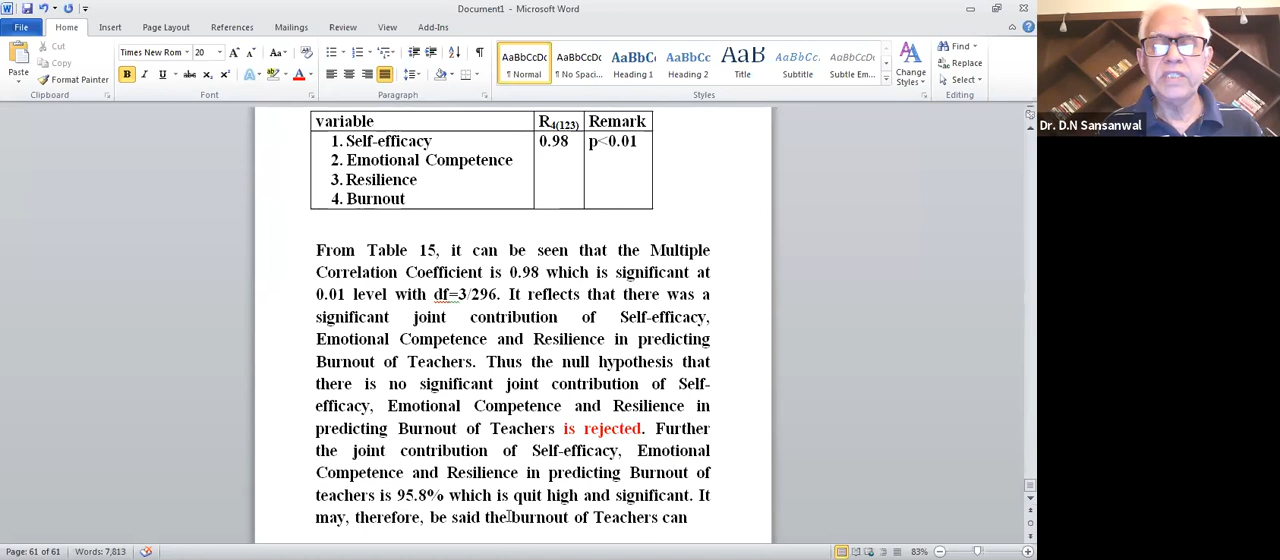 Document1 - Microsoft Word
File Home Insert Page Layout References Mailings Review View Add-Ins
Cut
Copy
Format Painter
Paste
Times New Rom 20
Clipboard Font Paragraph Styles Editing
AaBbCcDc AaBbCcDc AaBbC AaBbCc AaB AaBbCc. AaBbCcDc
¶ Normal ¶ No Spaci... Heading 1 Heading 2 Title Subtitle Subtle Em...
Change Styles
Find
Replace
Select
variable R4(123) Remark
1. Self-efficacy 0.98 p<0.01
2. Emotional Competence
3. Resilience
4. Burnout
From Table 15, it can be seen that the Multiple
Correlation Coefficient is 0.98 which is significant at
0.01 level with df=3/296. It reflects that there was a
significant joint contribution of Self-efficacy,
Emotional Competence and Resilience in predicting
Burnout of Teachers. Thus the null hypothesis that
there is no significant joint contribution of Self-
efficacy, Emotional Competence and Resilience in
predicting Burnout of Teachers is rejected. Further
the joint contribution of Self-efficacy, Emotional
Competence and Resilience in predicting Burnout of
teachers is 95.8% which is quit high and significant. It
may, therefore, be said the burnout of Teachers can
Page: 61 of 61 Words: 7,813 83%
Dr. D.N Sansanwal